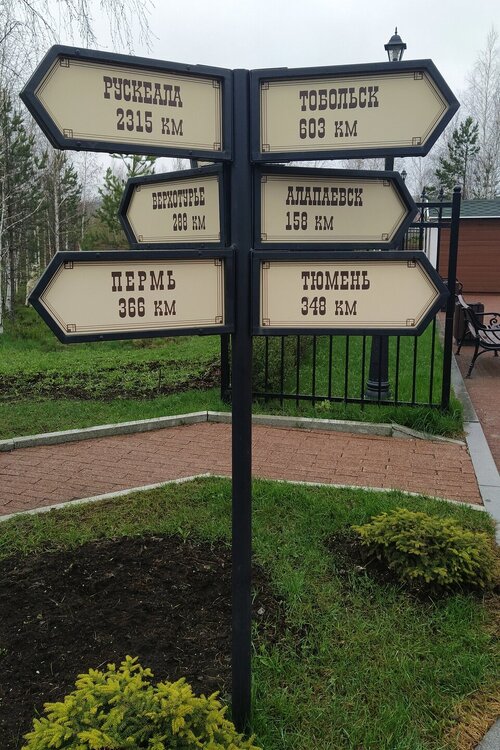 РУСКЕАЛА
2315 КМ
ТОБОЛЬСК
603 КМ
ВЕРХОТУРЬЕ
288 КМ
АЛАПАЕВСК
158 КМ
ПЕРМЬ
366 КМ
ТЮМЕНЬ
348 КМ